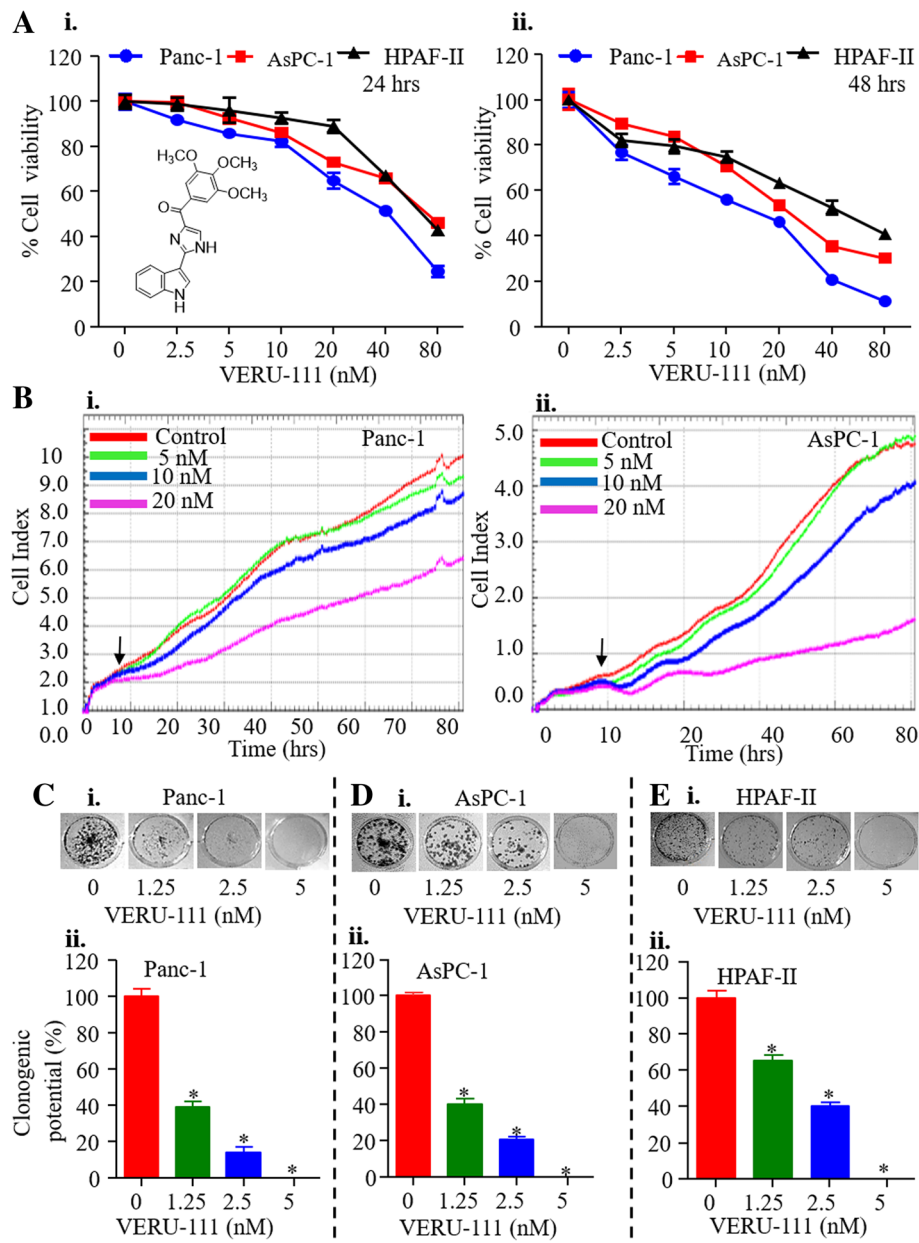 A
i.
Panc-1 AsPC-1 HPAF-II
24 hrs
120
100
80
60
40
20
0
% Cell viability
H₃CO OCH₃
OCH₃
O
N
NH
N
H
0 2.5 5 10 20 40 80
VERU-111 (nM)
ii.
Panc-1 AsPC-1 HPAF-II
48 hrs
120
100
80
60
40
20
0
% Cell viability
0 2.5 5 10 20 40 80
VERU-111 (nM)
B
i.
Control
5 nM
10 nM
20 nM
Panc-1
10
9.0
8.0
7.0
6.0
5.0
4.0
3.0
2.0
1.0
0.0
Cell Index
0 10 20 30 40 50 60 70 80
Time (hrs)
ii.
Control
5 nM
10 nM
20 nM
AsPC-1
5.0
4.0
3.0
2.0
1.0
0.0
Cell Index
0 10 20 40 60 80
Time (hrs)
C
i.
Panc-1
0 1.25 2.5 5
VERU-111 (nM)
ii.
Panc-1
120
100
80
60
40
20
0
Clonogenic
potential (%)
* * *
0 1.25 2.5 5
VERU-111 (nM)
D
i.
AsPC-1
0 1.25 2.5 5
VERU-111 (nM)
ii.
AsPC-1
120
100
80
60
40
20
0
* * *
0 1.25 2.5 5
VERU-111 (nM)
E
i.
HPAF-II
0 1.25 2.5 5
VERU-111 (nM)
ii.
HPAF-II
120
100
80
60
40
20
0
* * *
0 1.25 2.5 5
VERU-111 (nM)